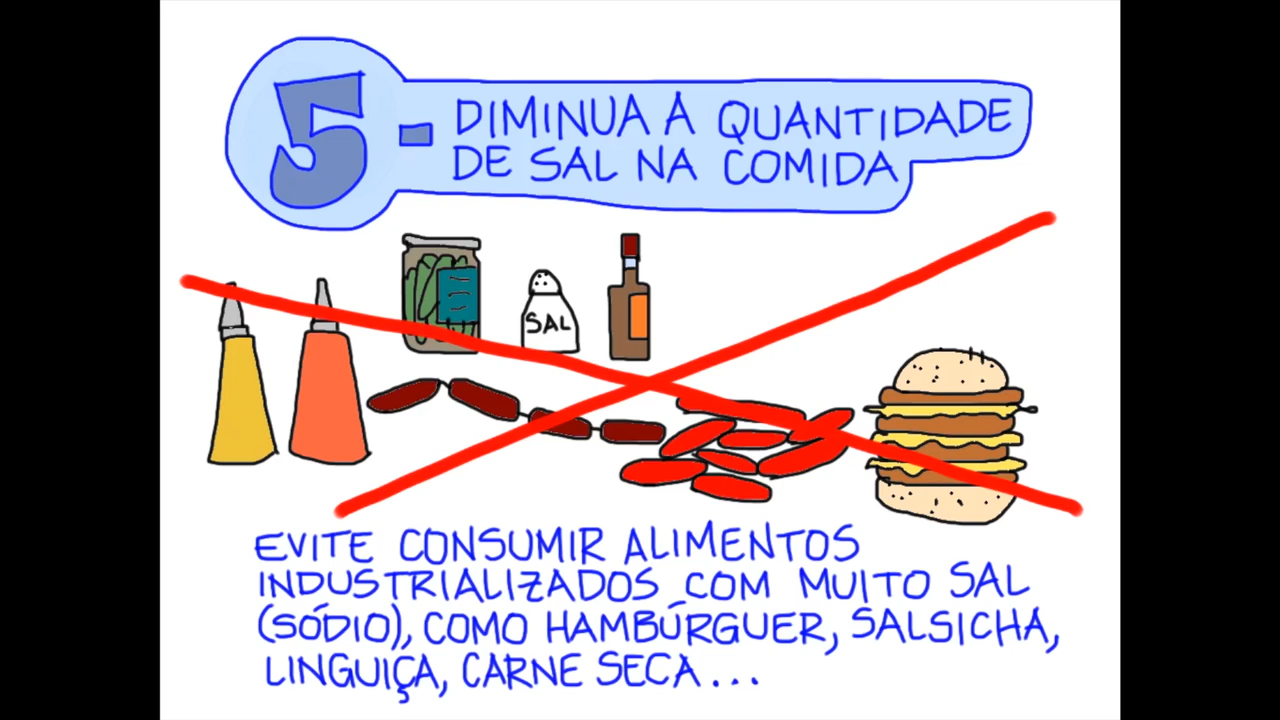 5 - DIMINUA A QUANTIDADE
DE SAL NA COMIDA
SAL
EVITE CONSUMIR ALIMENTOS
INDUSTRIALIZADOS COM MUITO SAL
(SÓDIO), COMO HAMBÚRGUER, SALSICHA,
LINGUIÇA, CARNE SECA...